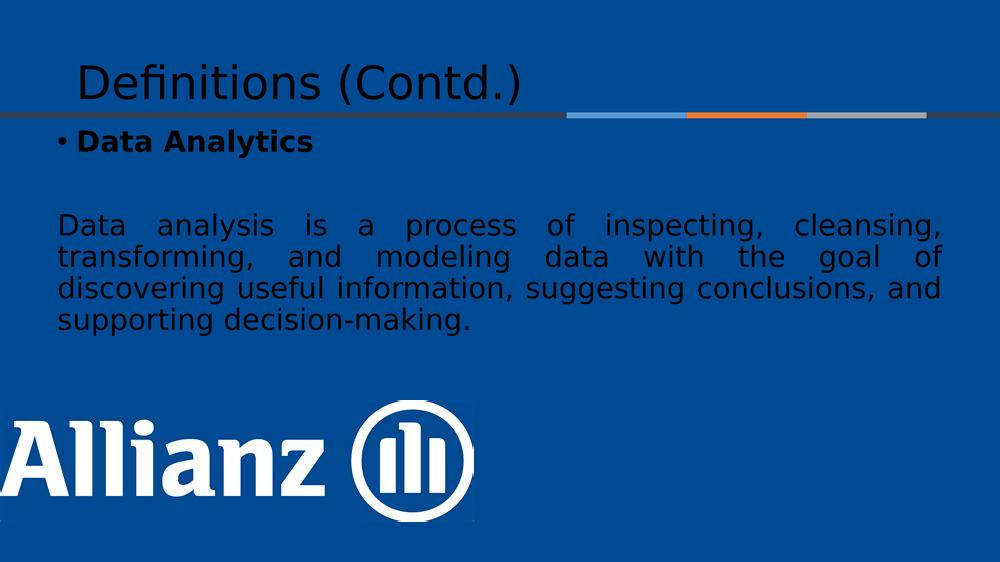 Definitions (Contd.)
• Data Analytics
Data analysis is a process of inspecting, cleansing,
transforming, and modeling data with the goal of
discovering useful information, suggesting conclusions, and
supporting decision-making.
Allianz